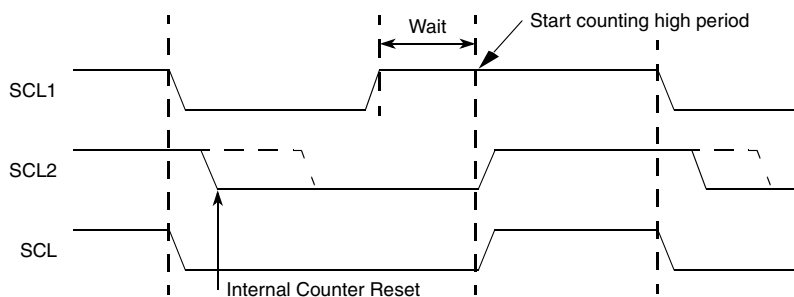 Wait
Start counting high period
SCL1
SCL2
SCL
Internal Counter Reset